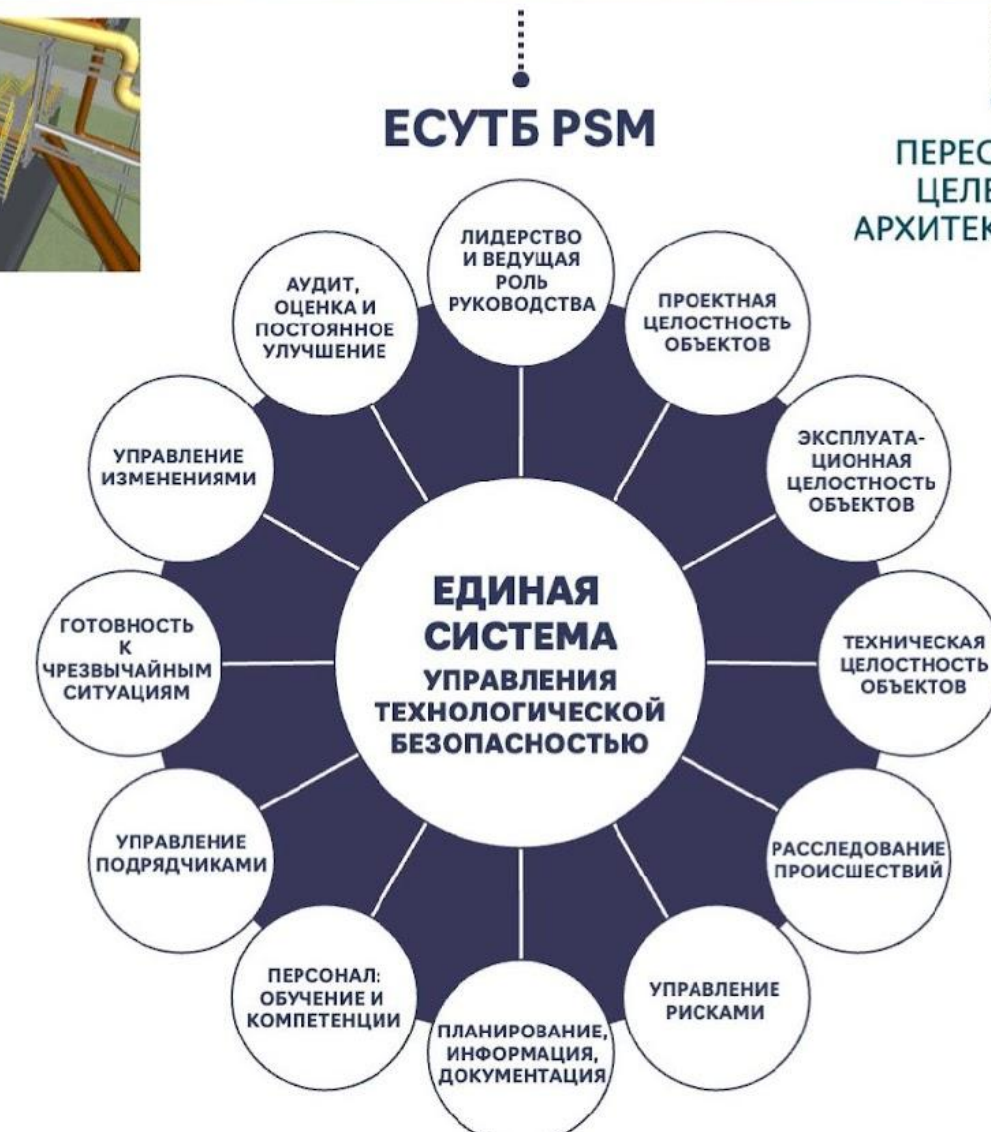 ЕСУТБ PSM
ЛИДЕРСТВО
И ВЕДУЩАЯ
РОЛЬ
РУКОВОДСТВА
ПРОЕКТНАЯ
ЦЕЛОСТНОСТЬ
ОБЪЕКТОВ
ЭКСПЛУАТА-
ЦИОННАЯ
ЦЕЛОСТНОСТЬ
ОБЪЕКТОВ
ТЕХНИЧЕСКАЯ
ЦЕЛОСТНОСТЬ
ОБЪЕКТОВ
РАССЛЕДОВАНИЕ
ПРОИСШЕСТВИЙ
УПРАВЛЕНИЕ
РИСКАМИ
ПЛАНИРОВАНИЕ,
ИНФОРМАЦИЯ,
ДОКУМЕНТАЦИЯ
ПЕРСОНАЛ:
ОБУЧЕНИЕ И
КОМПЕТЕНЦИИ
УПРАВЛЕНИЕ
ПОДРЯДЧИКАМИ
ГОТОВНОСТЬ
К
ЧРЕЗВЫЧАЙНЫМ
СИТУАЦИЯМ
УПРАВЛЕНИЕ
ИЗМЕНЕНИЯМИ
АУДИТ,
ОЦЕНКА И
ПОСТОЯННОЕ
УЛУЧШЕНИЕ
ЕДИНАЯ
СИСТЕМА
УПРАВЛЕНИЯ
ТЕХНОЛОГИЧЕСКОЙ
БЕЗОПАСНОСТЬЮ